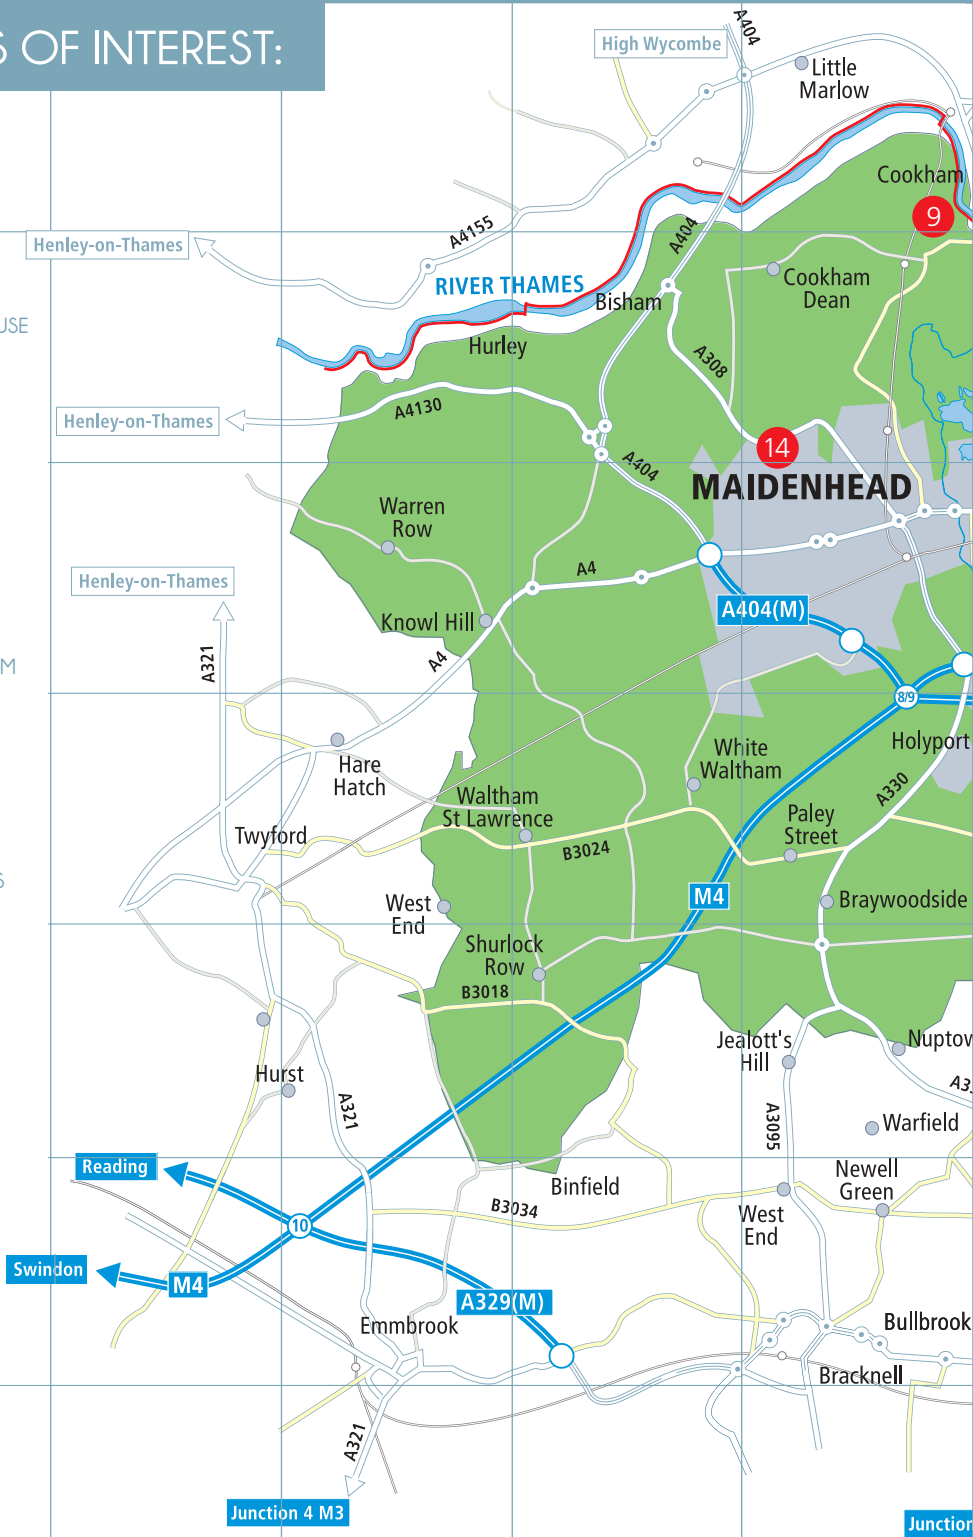 S OF INTEREST:
High Wycombe
A404
Little
Marlow
Cookham
9
A4155
Henley-on-Thames
A404
RIVER THAMES
Bisham
Cookham
Dean
USE
Hurley
A308
A4130
Henley-on-Thames
14
A404
MAIDENHEAD
Warren
Row
Henley-on-Thames
A4
A404(M)
Knowl Hill
A321
A4
M
8/9
Holyport
White
Waltham
Hare
Hatch
Waltham
St Lawrence
A330
Paley
Street
Twyford
B3024
S
M4
West
End
Braywoodside
Shurlock
Row
B3018
Jealott's
Hill
Nuptow
Hurst
A321
A3095
A33
Warfield
Reading
Newell
Green
Binfield
B3034
West
End
10
Swindon
M4
A329(M)
Emmbrook
Bullbrook
Bracknell
A321
Junction 4 M3
Junction